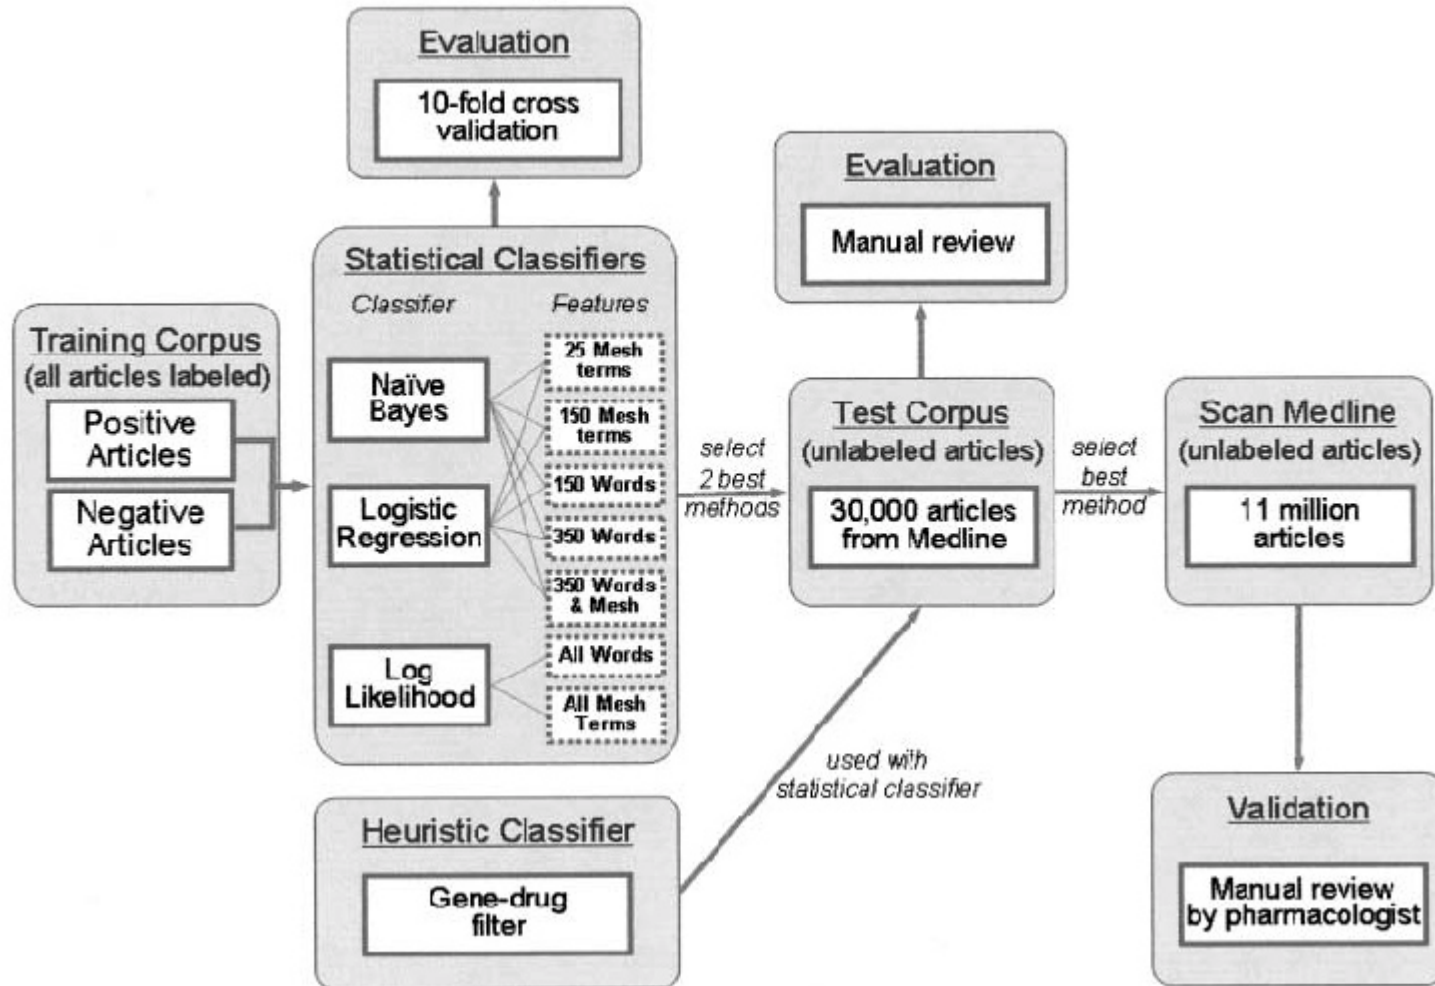 Evaluation
10-fold cross
validation
Evaluation
Manual review
Statistical Classifiers
Classifier
Features
Training Corpus
(all articles labeled)
Positive
Articles
Negative
Articles
Naïve
Bayes
Logistic
Regression
Log
Likelihood
25 Mesh
terms
150 Mesh
terms
150 Words
350 Words
350 Words
& Mesh
All Words
All Mesh
Terms
select
2 best
methods
Test Corpus
(unlabeled articles)
30,000 articles
from Medline
select
best
method
Scan Medline
(unlabeled articles)
11 million
articles
used with
statistical classifier
Heuristic Classifier
Gene-drug
filter
Validation
Manual review
by pharmacologist